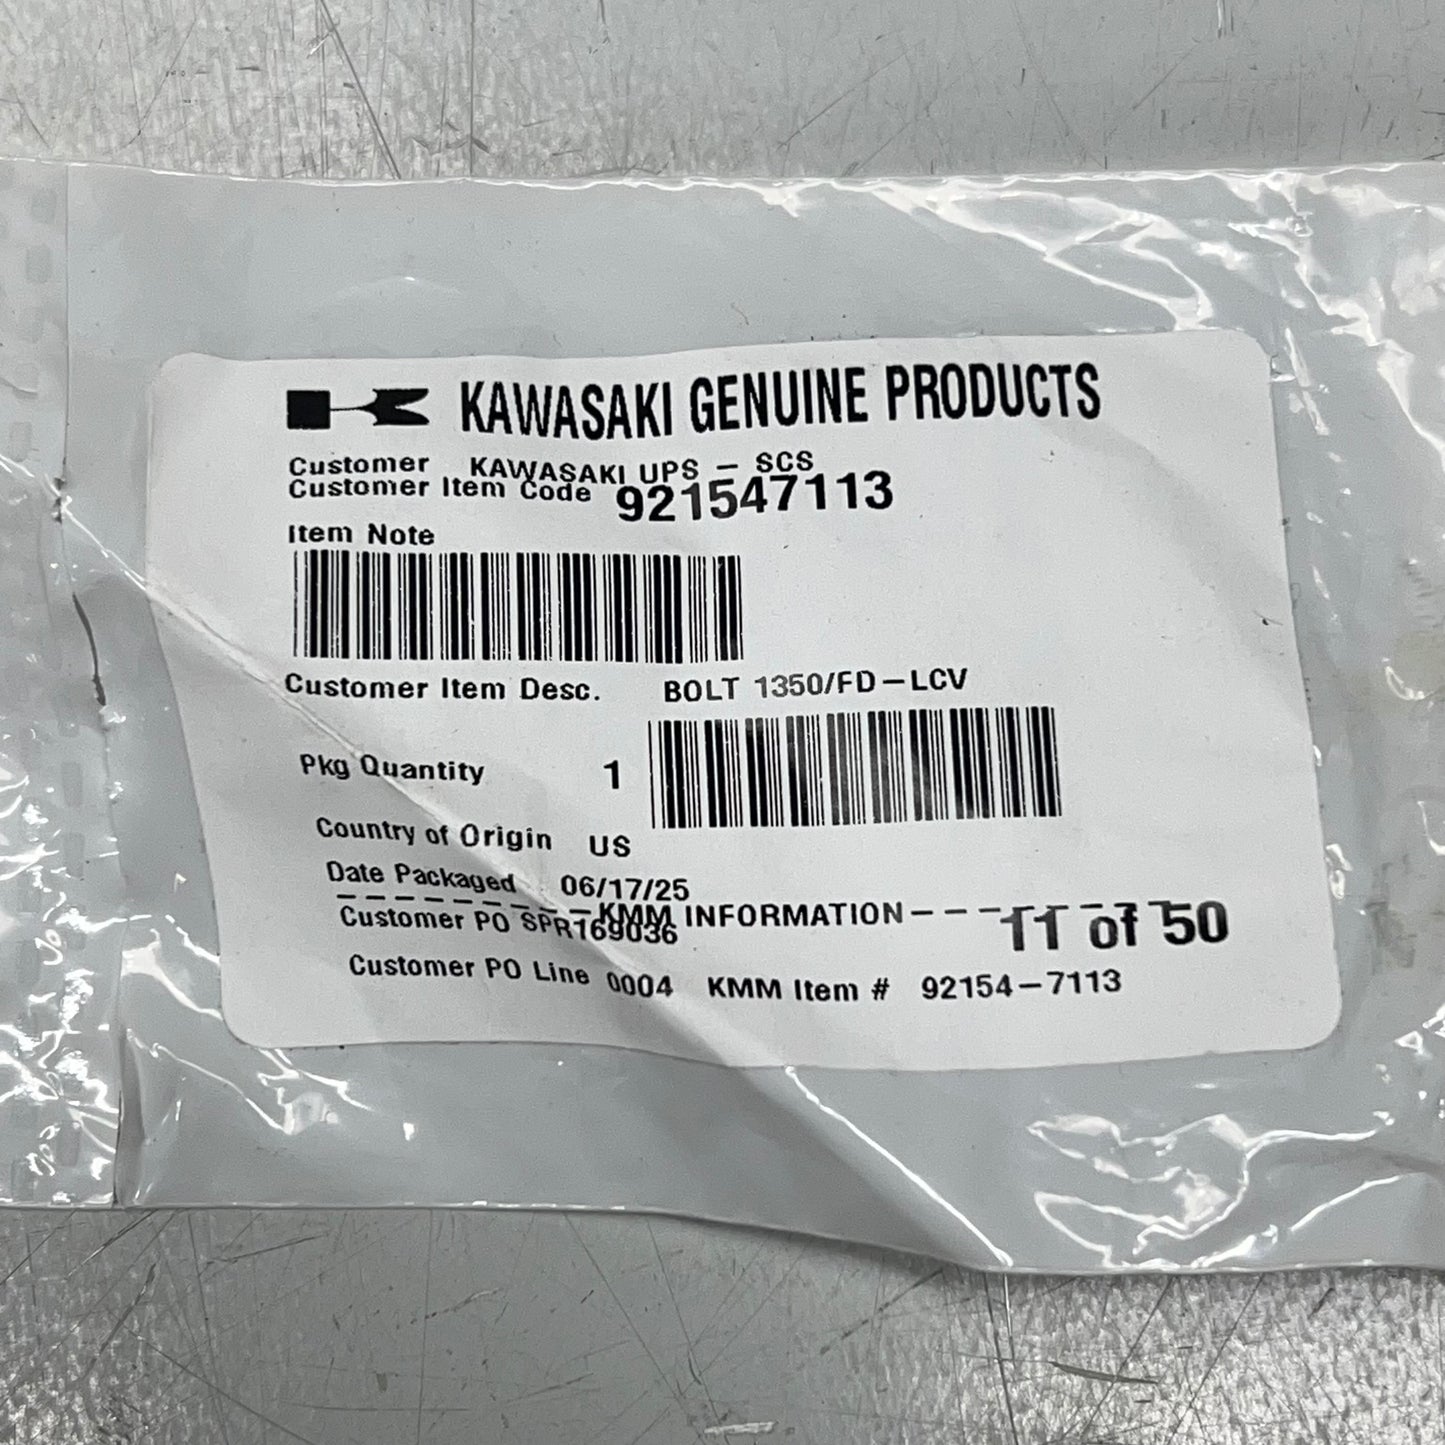 KAWASAKI GENUINE PRODUCTS
Customer KAWASAKI UPS - SCS
Customer Item Code 921547113
Item Note
Customer Item Desc. BOLT 1350/FD-LCV
Pkg Quantity 1
Country of Origin US
Date Packaged 06/17/25
---------KMM INFORMATION----------
Customer PO SPR169036 11 of 50
Customer PO Line 0004 KMM Item # 92154-7113